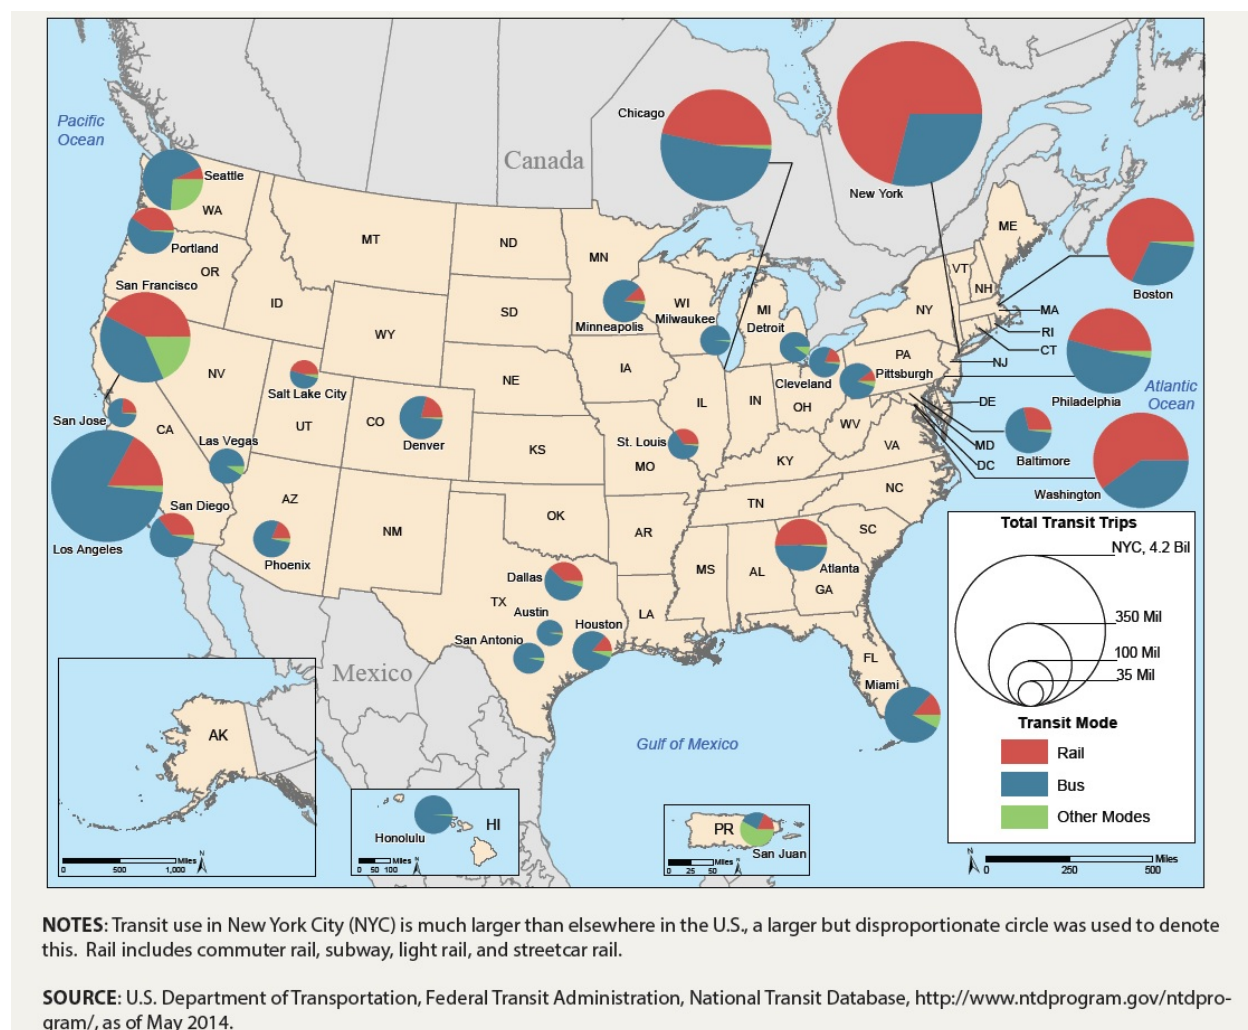 Pacific
Ocean
Canada
Chicago
New York
Seattle
WA
Portland
OR
MT
ND
MN
ME
VT
NH
Boston
San Francisco
ID
SD
WI
Minneapolis
Milwaukee
MI
Detroit
NY
MA
RI
CT
WY
PA
Pittsburgh
NJ
Philadelphia
Atlantic
Ocean
NV
Salt Lake City
NE
IA
Cleveland
San Jose
CA
UT
CO
Denver
IL
IN
OH
DE
MD
DC
Baltimore
Las Vegas
St. Louis
MO
KS
WV
VA
KY
Washington
Los Angeles
San Diego
AZ
Phoenix
NM
OK
AR
TN
NC
SC
MS
AL
Atlanta
GA
Dallas
TX
Austin
San Antonio
Houston
LA
FL
Miami
Mexico
Gulf of Mexico
Total Transit Trips
NYC, 4.2 Bil
350 Mil
100 Mil
35 Mil
Transit Mode
Rail
Bus
Other Modes
AK
N
Miles
0 500 1,000
Honolulu
HI
N
Miles
0 50 100
PR
San Juan
N
Miles
0 25 50
N
Miles
0 250 500
NOTES: Transit use in New York City (NYC) is much larger than elsewhere in the U.S., a larger but disproportionate circle was used to denote
this. Rail includes commuter rail, subway, light rail, and streetcar rail.
SOURCE: U.S. Department of Transportation, Federal Transit Administration, National Transit Database, http://www.ntdprogram.gov/ntdpro-
gram/, as of May 2014.